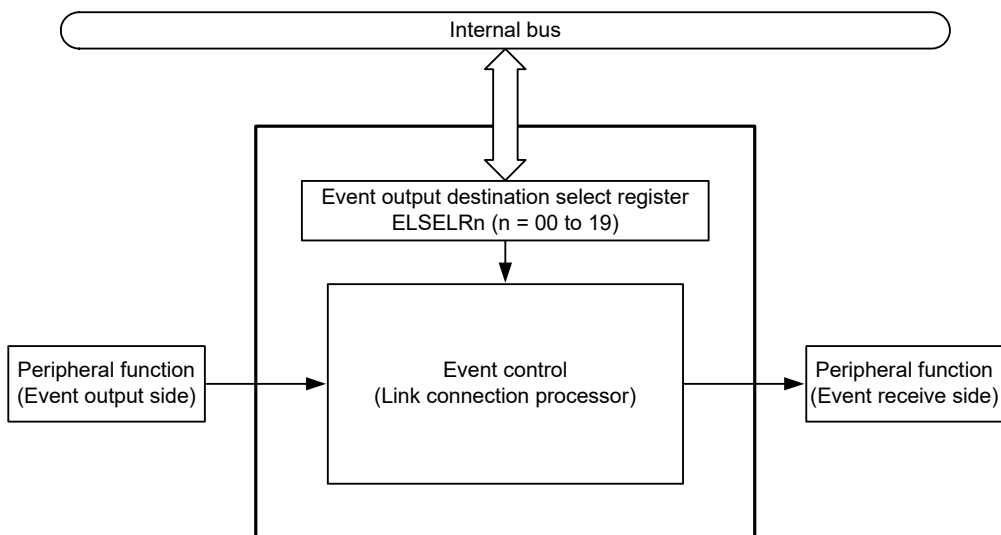 Internal bus
Event output destination select register
ELSELRn (n = 00 to 19)
Peripheral function
(Event output side)
Event control
(Link connection processor)
Peripheral function
(Event receive side)